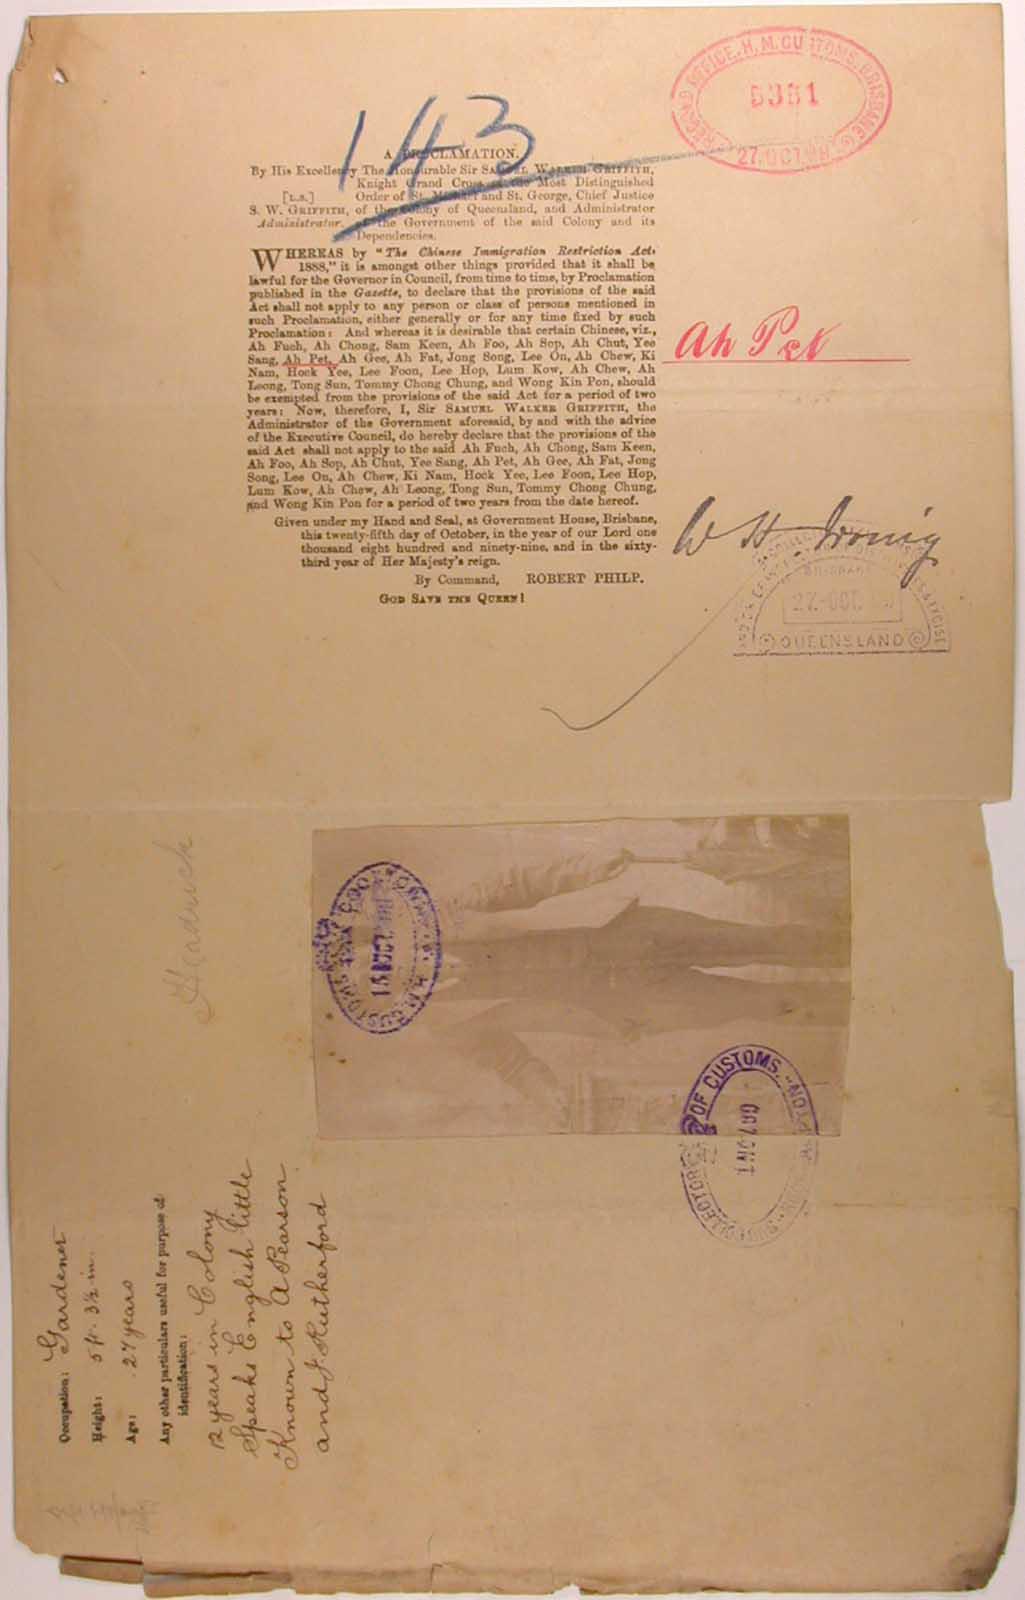 RECORD OFFICE. H.M. CUSTOMS. BRISBANE
5351
27. OCT.
143
A PROCLAMATION.
By His Excellency The Honourable Sir SAMUEL WALKER GRIFFITH,
Knight Grand Cross of the Most Distinguished
[L.S.] Order of St. Michael and St. George, Chief Justice
S. W. GRIFFITH, of the Colony of Queensland, and Administrator
Administrator. of the Government of the said Colony and its
Dependencies.
WHEREAS by "The Chinese Immigration Restriction Act
1888," it is amongst other things provided that it shall be
lawful for the Governor in Council, from time to time, by Proclamation
published in the Gazette, to declare that the provisions of the said
Act shall not apply to any person or class of persons mentioned in
such Proclamation, either generally or for any time fixed by such
Proclamation: And whereas it is desirable that certain Chinese, viz.,
Ah Fuch, Ah Chong, Sam Keen, Ah Foo, Ah Sop, Ah Chut, Yee
Sang, Ah Pet, Ah Gee, Ah Fat, Jong Song, Lee On, Ah Chew, Ki
Nam, Hock Yee, Lee Foon, Lee Hop, Lum Kow, Ah Chew, Ah
Leong, Tong Sun, Tommy Chong Chung, and Wong Kin Pon, should
be exempted from the provisions of the said Act for a period of two
years: Now, therefore, I, Sir SAMUEL WALKER GRIFFITH, the
Administrator of the Government aforesaid, by and with the advice
of the Executive Council, do hereby declare that the provisions of the
said Act shall not apply to the said Ah Fuch, Ah Chong, Sam Keen,
Ah Foo, Ah Sop, Ah Chut, Yee Sang, Ah Pet, Ah Gee, Ah Fat, Jong
Song, Lee On, Ah Chew, Ki Nam, Hock Yee, Lee Foon, Lee Hop,
Lum Kow, Ah Chew, Ah Leong, Tong Sun, Tommy Chong Chung,
and Wong Kin Pon for a period of two years from the date hereof.
Given under my Hand and Seal, at Government House, Brisbane,
this twenty-fifth day of October, in the year of our Lord one
thousand eight hundred and ninety-nine, and in the sixty-
third year of Her Majesty's reign.
By Command, ROBERT PHILP.
GOD SAVE THE QUEEN!
Ah Pet
W H. Irving
BRISBANE
27 OCT
QUEENSLAND
Headrick
H.M. CUSTOMS COOKTOWN
COLLECTOR OF CUSTOMS.
Occupation: Gardener
Height: 5 ft. 3½ in.
Age: 27 years
Any other particulars useful for purpose of
identification:
12 years in Colony
Speaks English little
Known to A Pearson
and J. Rutherford